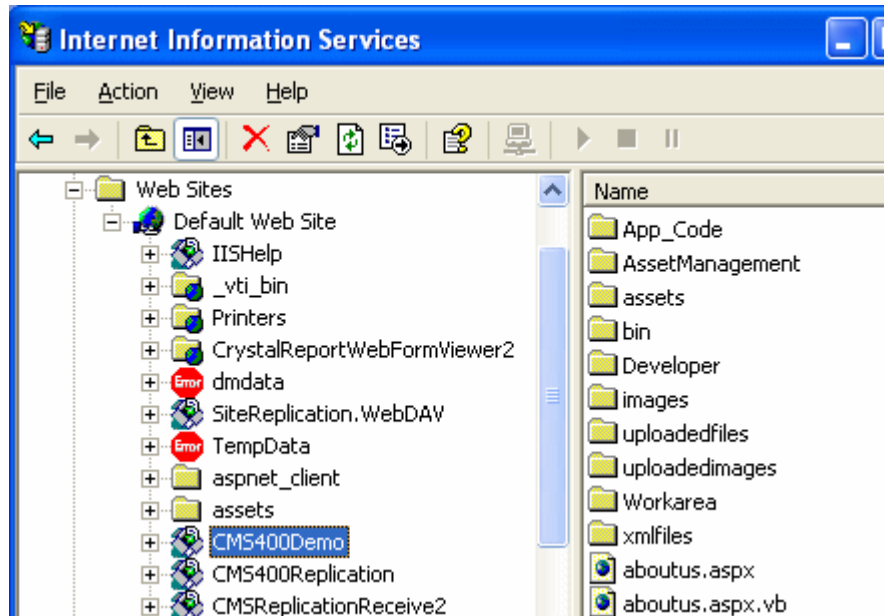 Internet Information Services
File Action View Help
Web Sites
Default Web Site
IISHelp
_vti_bin
Printers
CrystalReportWebFormViewer2
Error dmdata
SiteReplication.WebDAV
Error TempData
aspnet_client
assets
CMS400Demo
CMS400Replication
CMSReplicationReceive2
Name
App_Code
AssetManagement
assets
bin
Developer
images
uploadedfiles
uploadedimages
Workarea
xmlfiles
aboutus.aspx
aboutus.aspx.vb